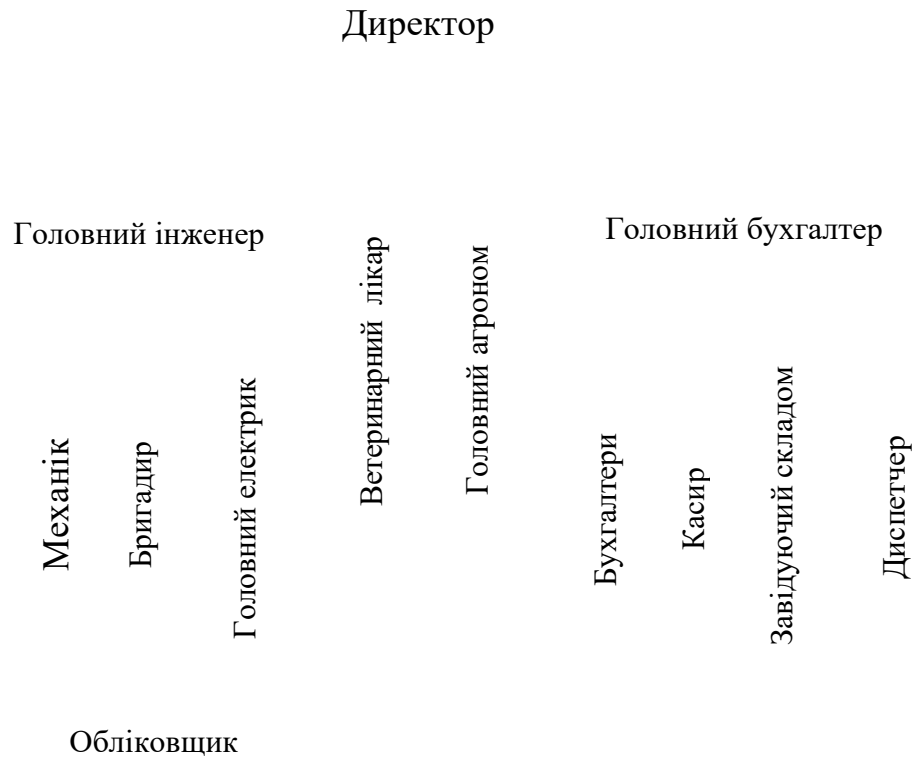 Директор
Головний інженер
Головний бухгалтер
Ветеринарний лікар
Головний агроном
Механік
Бригадир
Головний електрик
Бухгалтери
Касир
Завідуючий складом
Диспетчер
Обліковщик